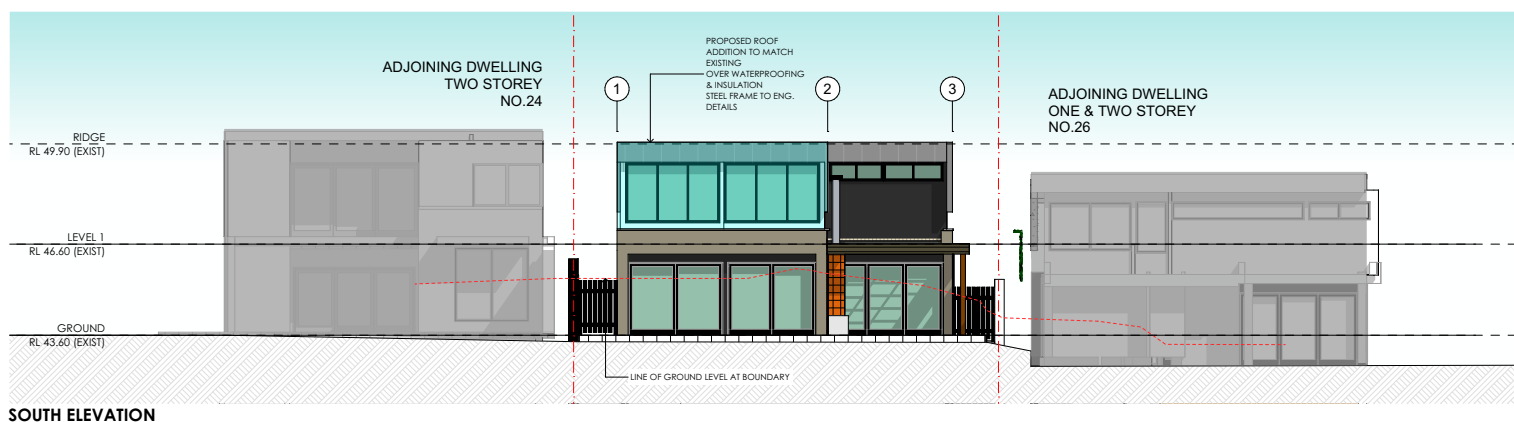 PROPOSED ROOF
ADDITION TO MATCH
EXISTING
OVER WATERPROOFING
& INSULATION
STEEL FRAME TO ENG.
DETAILS
ADJOINING DWELLING
TWO STOREY
NO.24
1
2
3
ADJOINING DWELLING
ONE & TWO STOREY
NO.26
RIDGE
RL 49.90 (EXIST)
LEVEL 1
RL 46.60 (EXIST)
GROUND
RL 43.60 (EXIST)
LINE OF GROUND LEVEL AT BOUNDARY
SOUTH ELEVATION